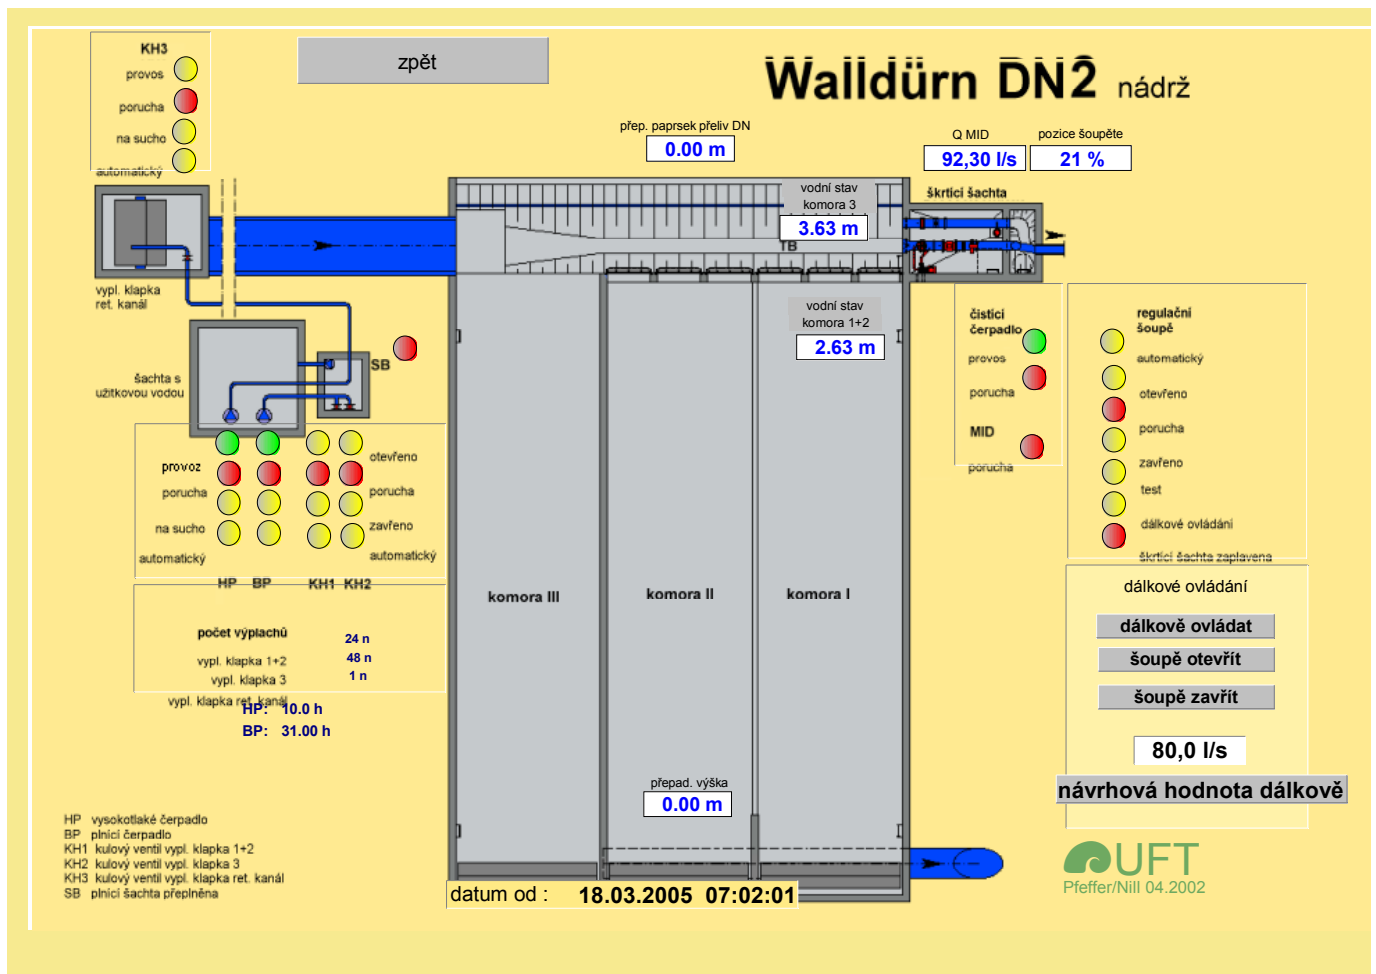 KH3
provos
porucha
na sucho
automatický
zpět
Walldürn DN2 nádrž
přep. paprsek přeliv DN
0.00 m
Q MID
92,30 l/s
pozice šoupěte
21 %
vodní stav
komora 3
3.63 m
TB
škrtící šachta
vypl. klapka
ret. kanál
vodní stav
komora 1+2
2.63 m
SB
šachta s
užitkovou vodou
čistící
čerpadlo
provos
porucha
MID
porucha
regulační
šoupě
automatický
otevřeno
porucha
zavřeno
test
dálkové ovládání
škrtící šachta zaplavena
provoz
porucha
na sucho
automatický
otevřeno
porucha
zavřeno
automatický
HP BP KH1 KH2
počet výplachů
24 n
vypl. klapka 1+2
48 n
vypl. klapka 3
1 n
vypl. klapka ret. kanál
HP: 10.0 h
BP: 31.00 h
komora III
komora II
komora I
dálkové ovládání
dálkově ovládat
šoupě otevřít
šoupě zavřít
80,0 l/s
návrhová hodnota dálkově
přepad. výška
0.00 m
HP vysokotlaké čerpadlo
BP plnící čerpadlo
KH1 kulový ventil vypl. klapka 1+2
KH2 kulový ventil vypl. klapka 3
KH3 kulový ventil vypl. klapka ret. kanál
SB plnící šachta přeplněna
datum od : 18.03.2005 07:02:01
UFT
Pfeffer/Nill 04.2002